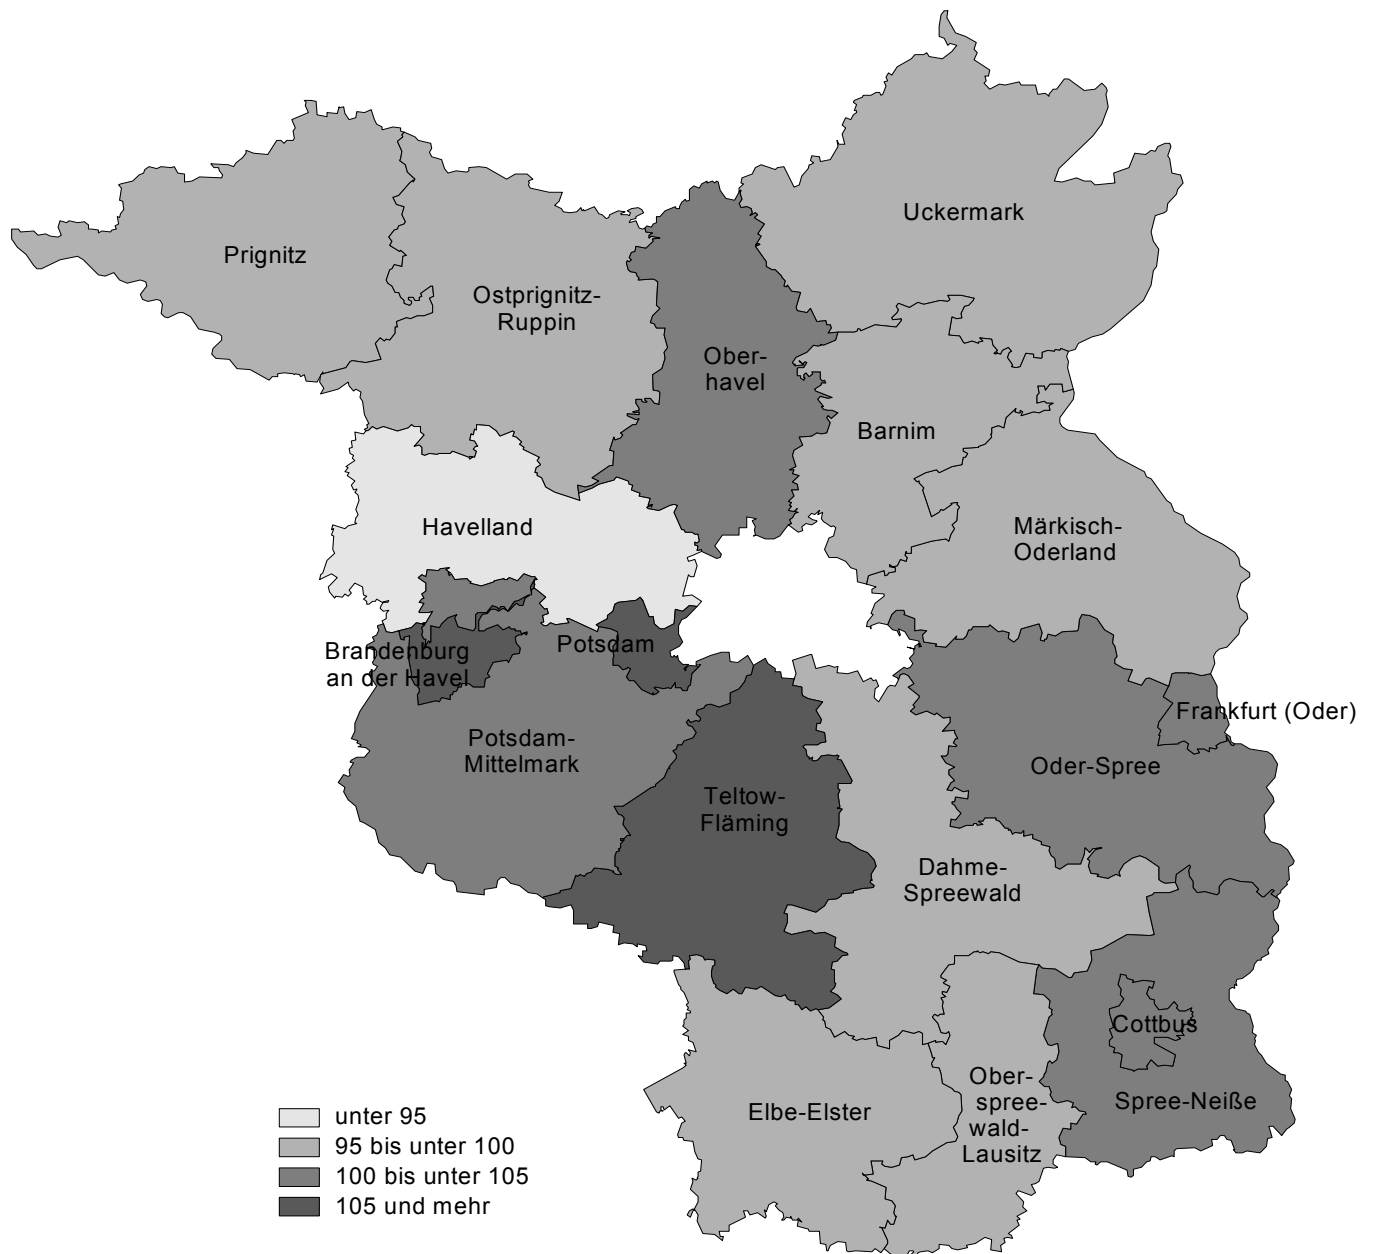 Uckermark
Prignitz
Ostprignitz-
Ruppin
Ober-
havel
Barnim
Havelland
Märkisch-
Oderland
Brandenburg
an der Havel
Potsdam
Frankfurt (Oder)
Potsdam-
Mittelmark
Oder-Spree
Teltow-
Fläming
Dahme-
Spreewald
Cottbus
Ober-
spree-
wald-
Lausitz
Spree-Neiße
Elbe-Elster
unter 95
95 bis unter 100
100 bis unter 105
105 und mehr